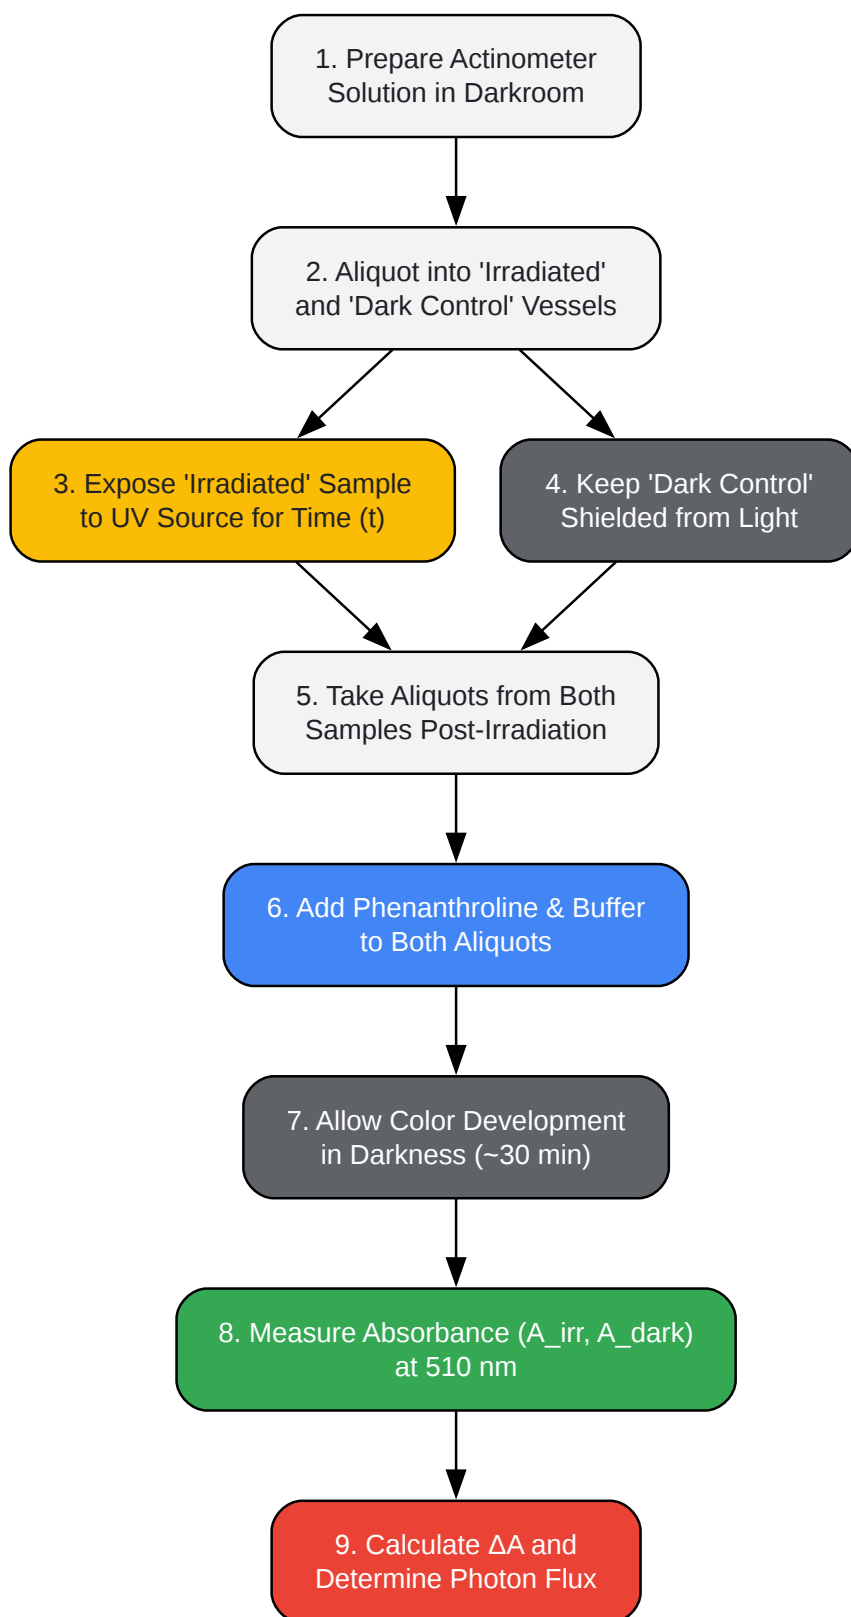 1. Prepare Actinometer
Solution in Darkroom
2. Aliquot into 'Irradiated'
and 'Dark Control' Vessels
3. Expose 'Irradiated' Sample
to UV Source for Time (t)
4. Keep 'Dark Control'
Shielded from Light
5. Take Aliquots from Both
Samples Post-Irradiation
6. Add Phenanthroline & Buffer
to Both Aliquots
7. Allow Color Development
in Darkness (~30 min)
8. Measure Absorbance (A_irr, A_dark)
at 510 nm
9. Calculate ΔA and
Determine Photon Flux